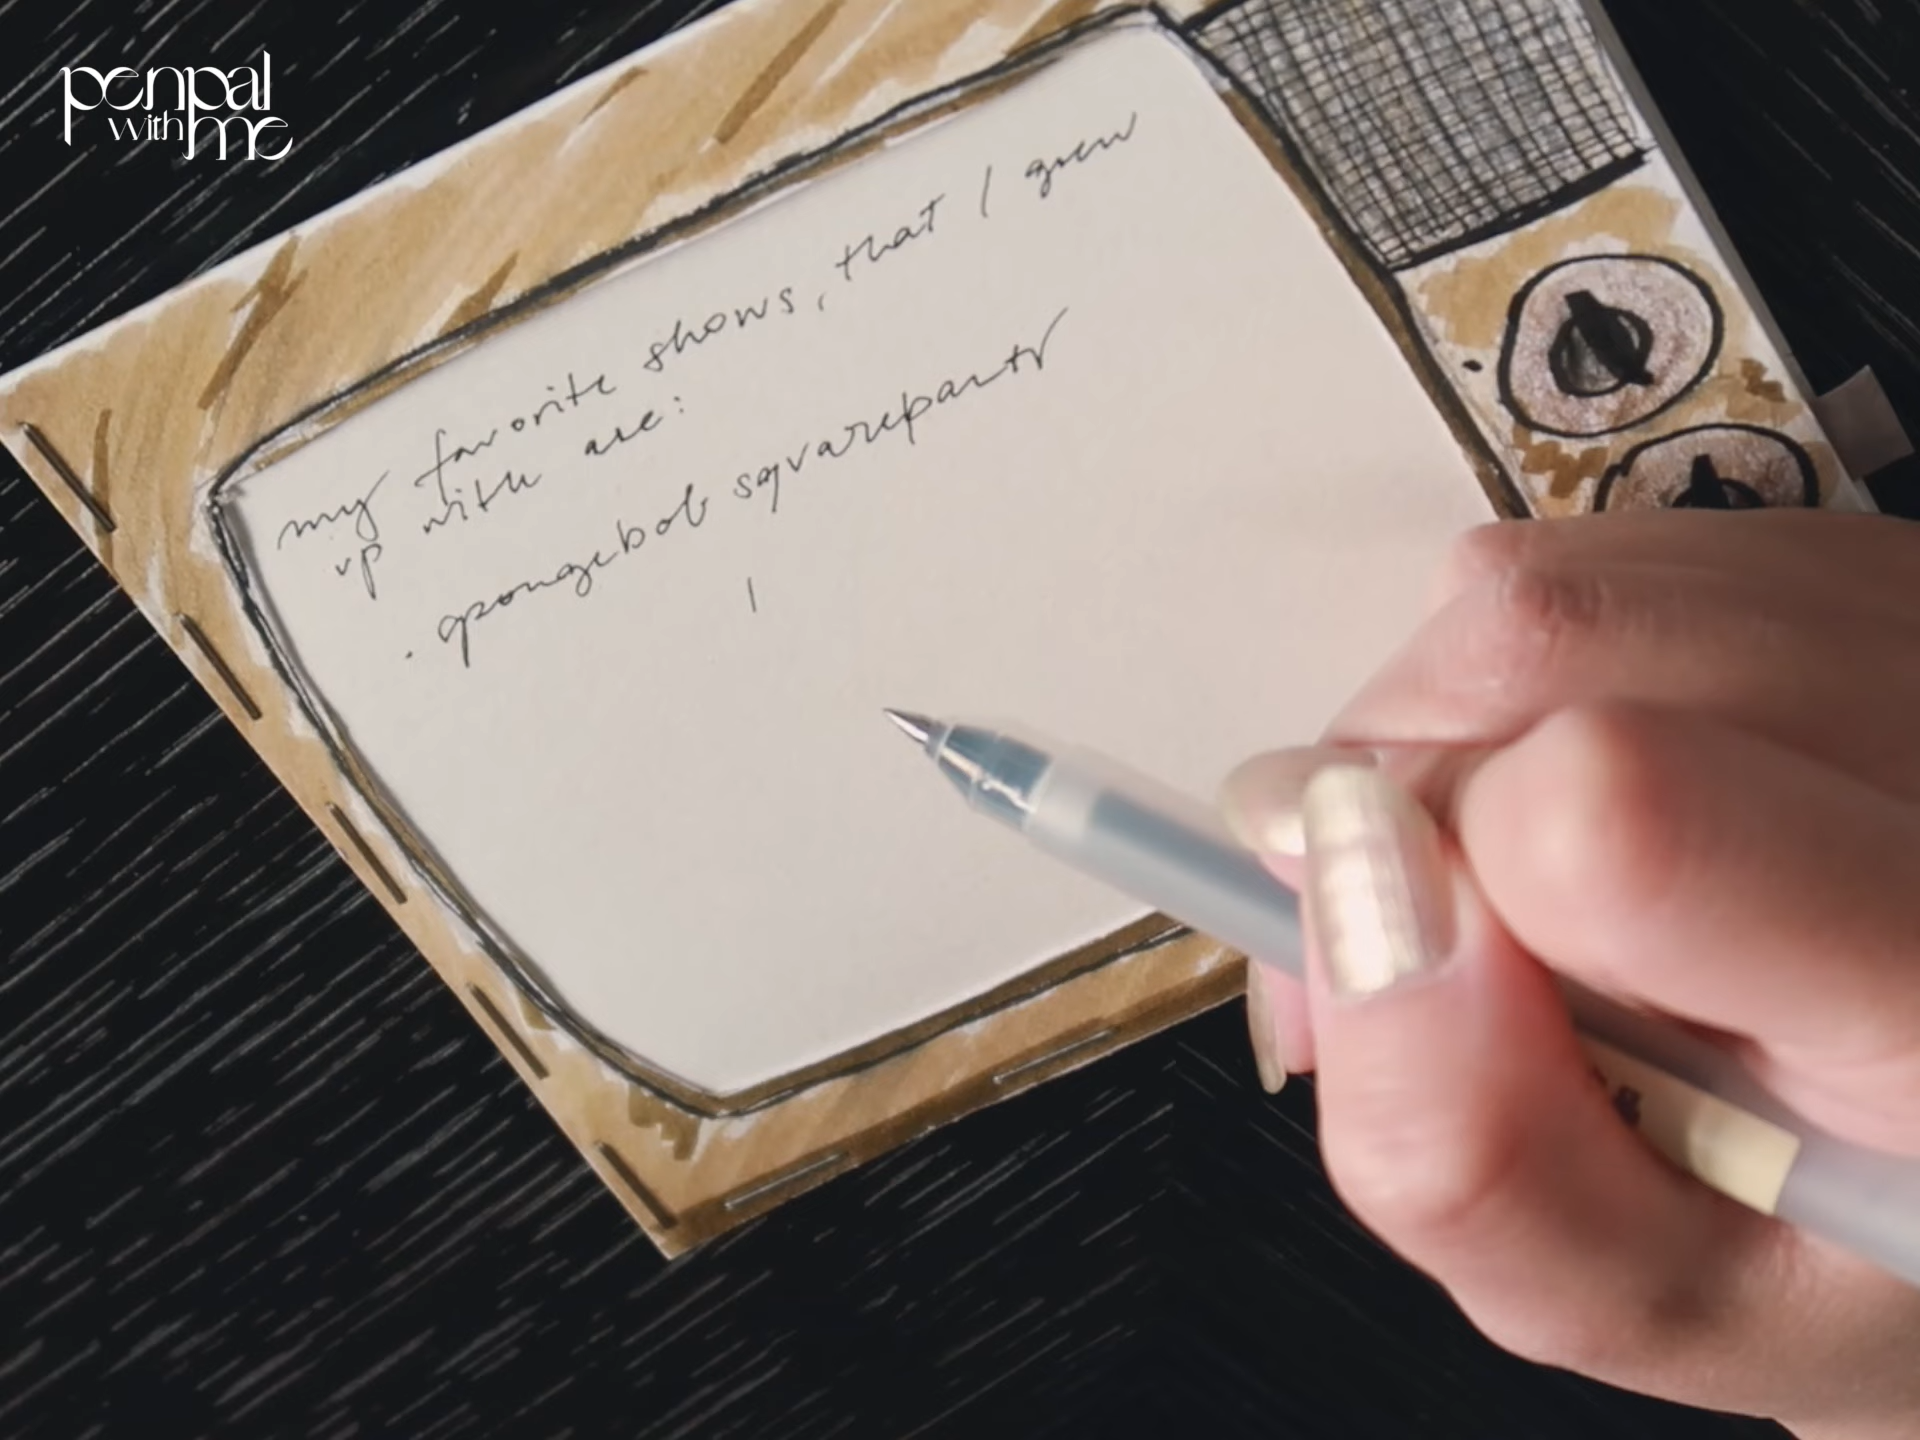 penpal
with me
my favorite shows, that I grew
up with are:
. spongebob squarepants